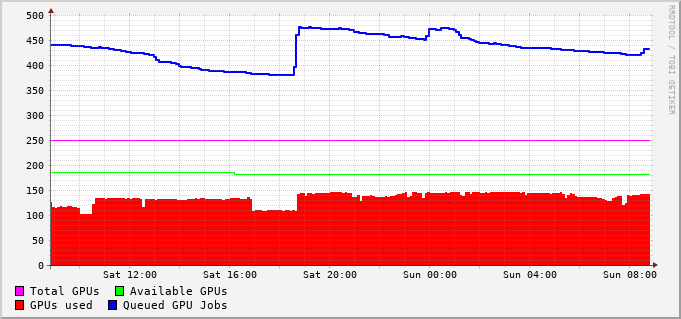 500
450
400
350
300
250
200
150
100
50
0
Sat 12:00 Sat 16:00 Sat 20:00 Sun 00:00 Sun 04:00 Sun 08:00
Total GPUs Available GPUs
GPUs used Queued GPU Jobs
RRDTOOL / TOBI OETIKER